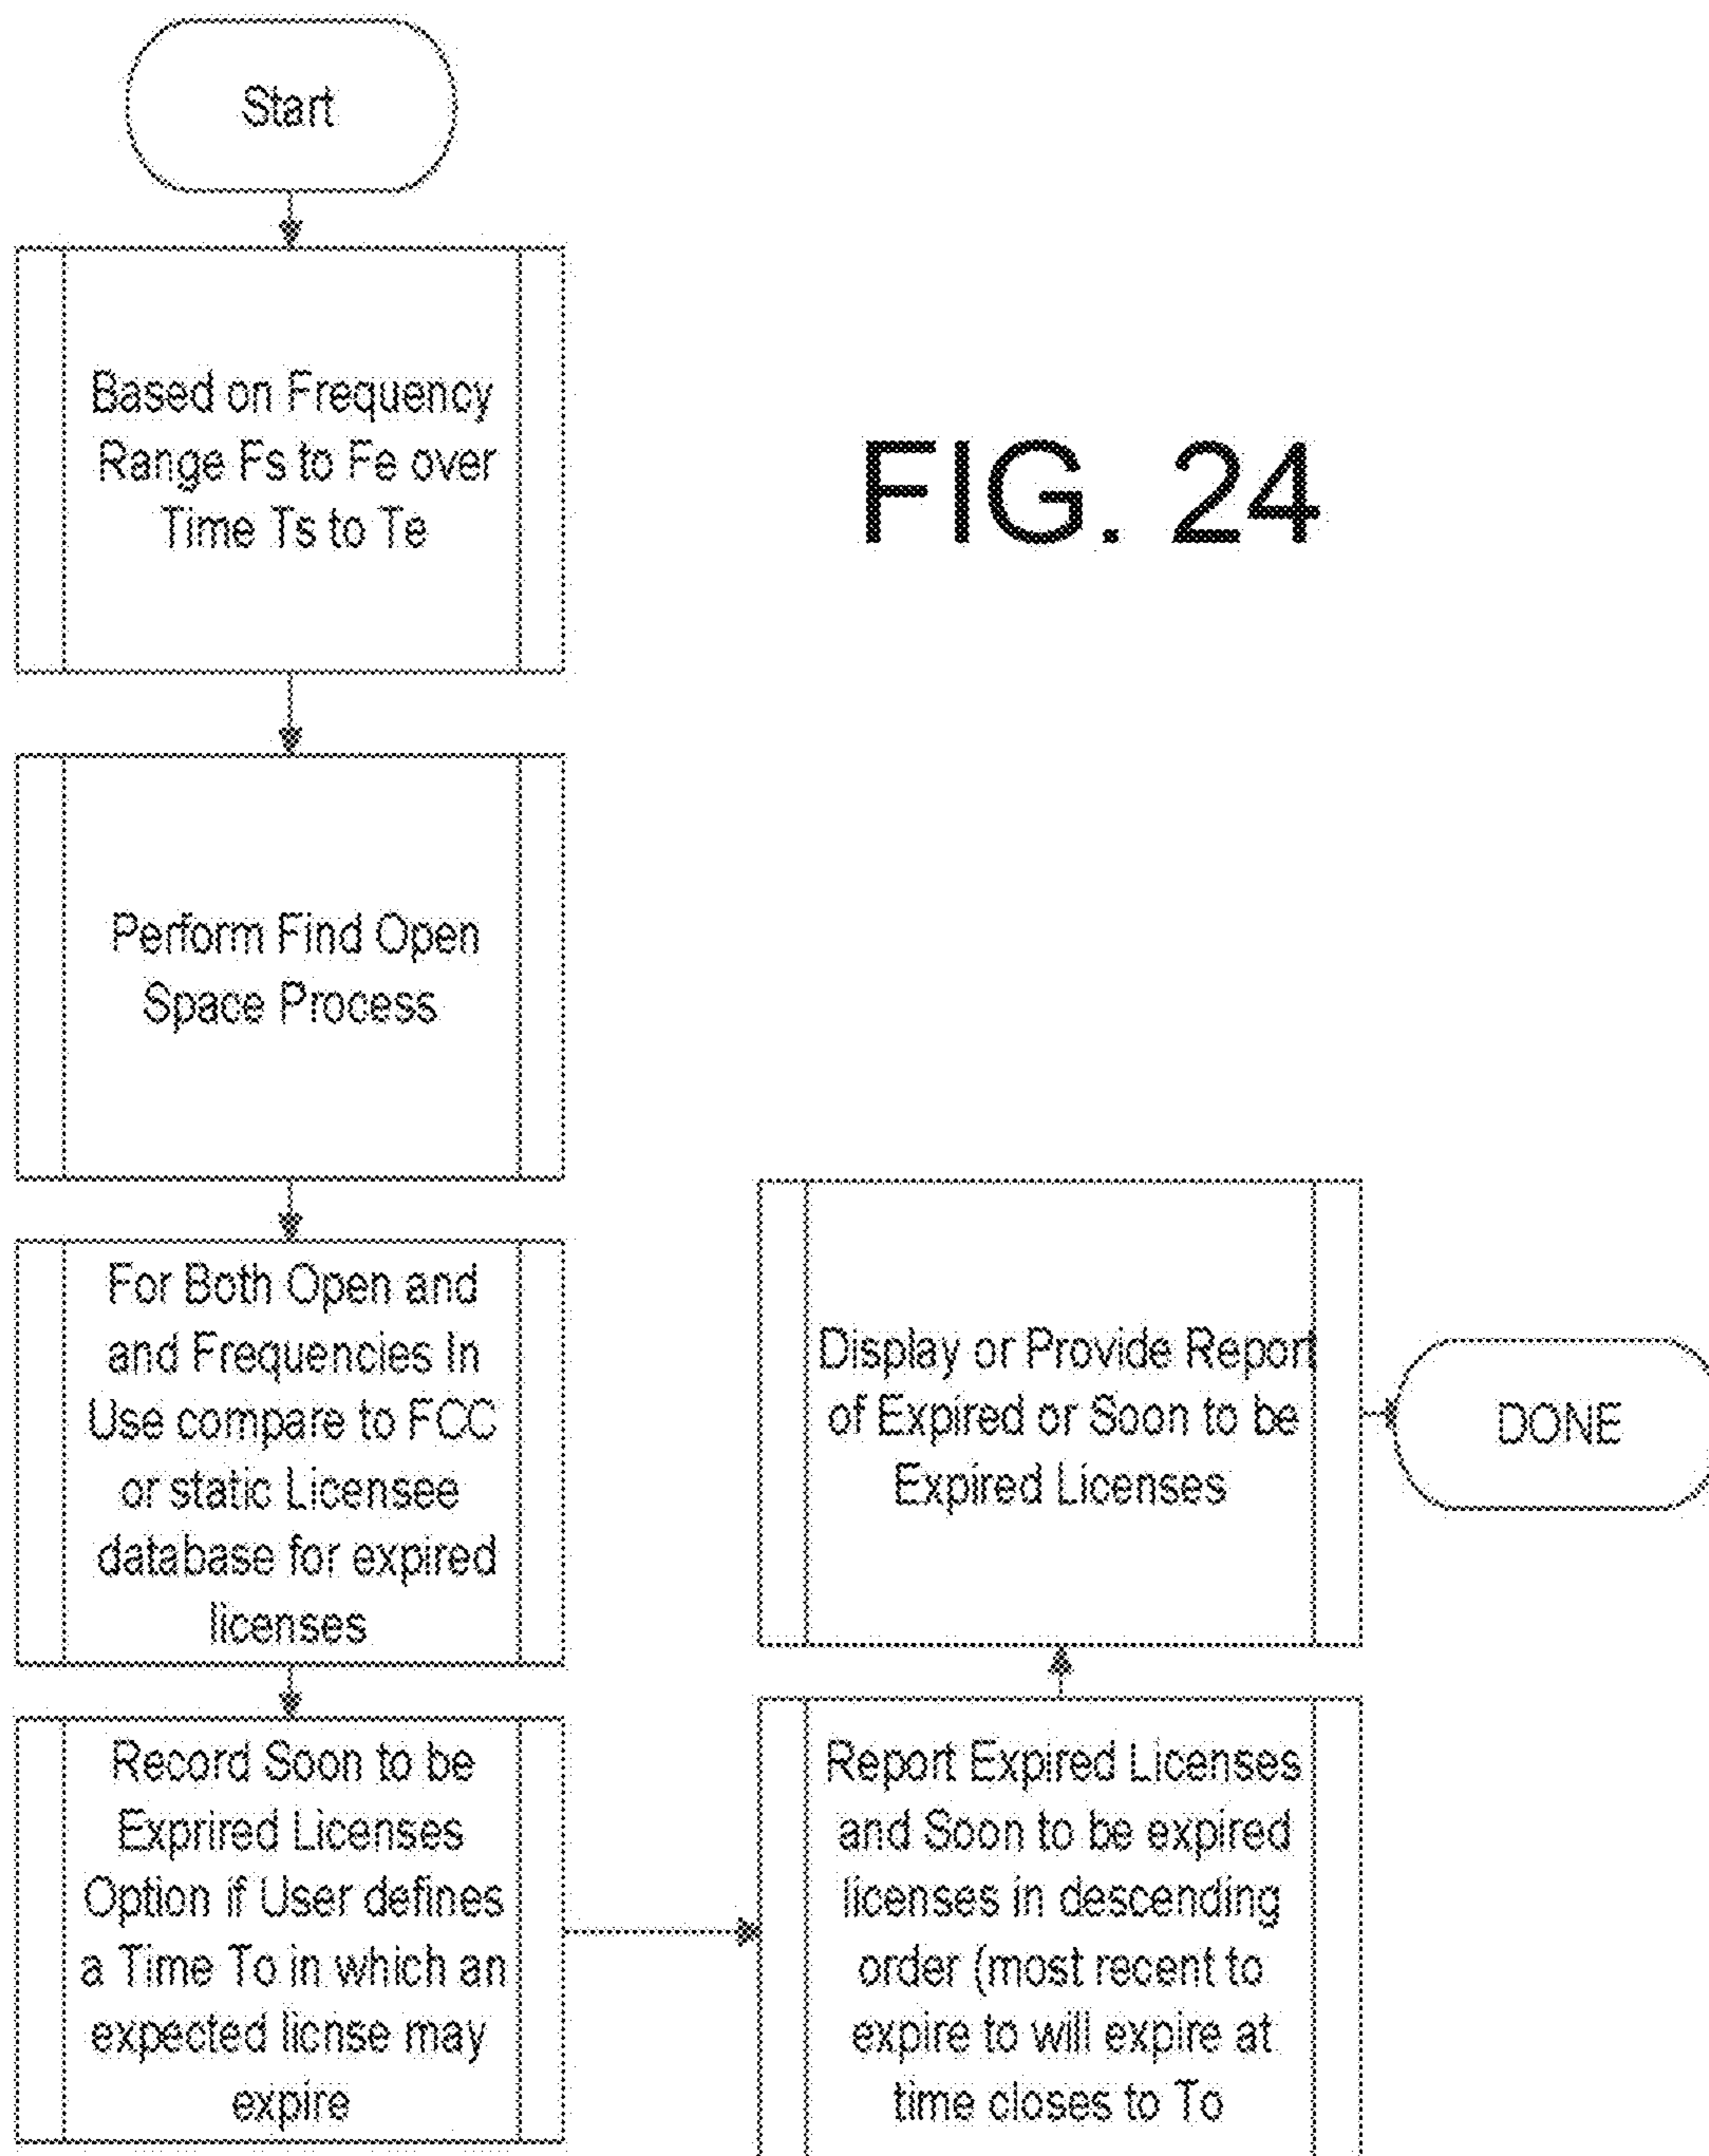 Start
Based on Frequency
Range Fs to Fe over
Time Ts to Te
FIG. 24
Perform Find Open
Space Process
For Both Open and
and Frequencies In
Use compare to FCC
or static Licensee
database for expired
licenses
Record Soon to be
Exprired Licenses
Option if User defines
a Time To in which an
expected licnse may
expire
Report Expired Licenses
and Soon to be expired
licenses in descending
order (most recent to
expire to will expire at
time closes to To
Display or Provide Report
of Expired or Soon to be
Expired Licenses
DONE